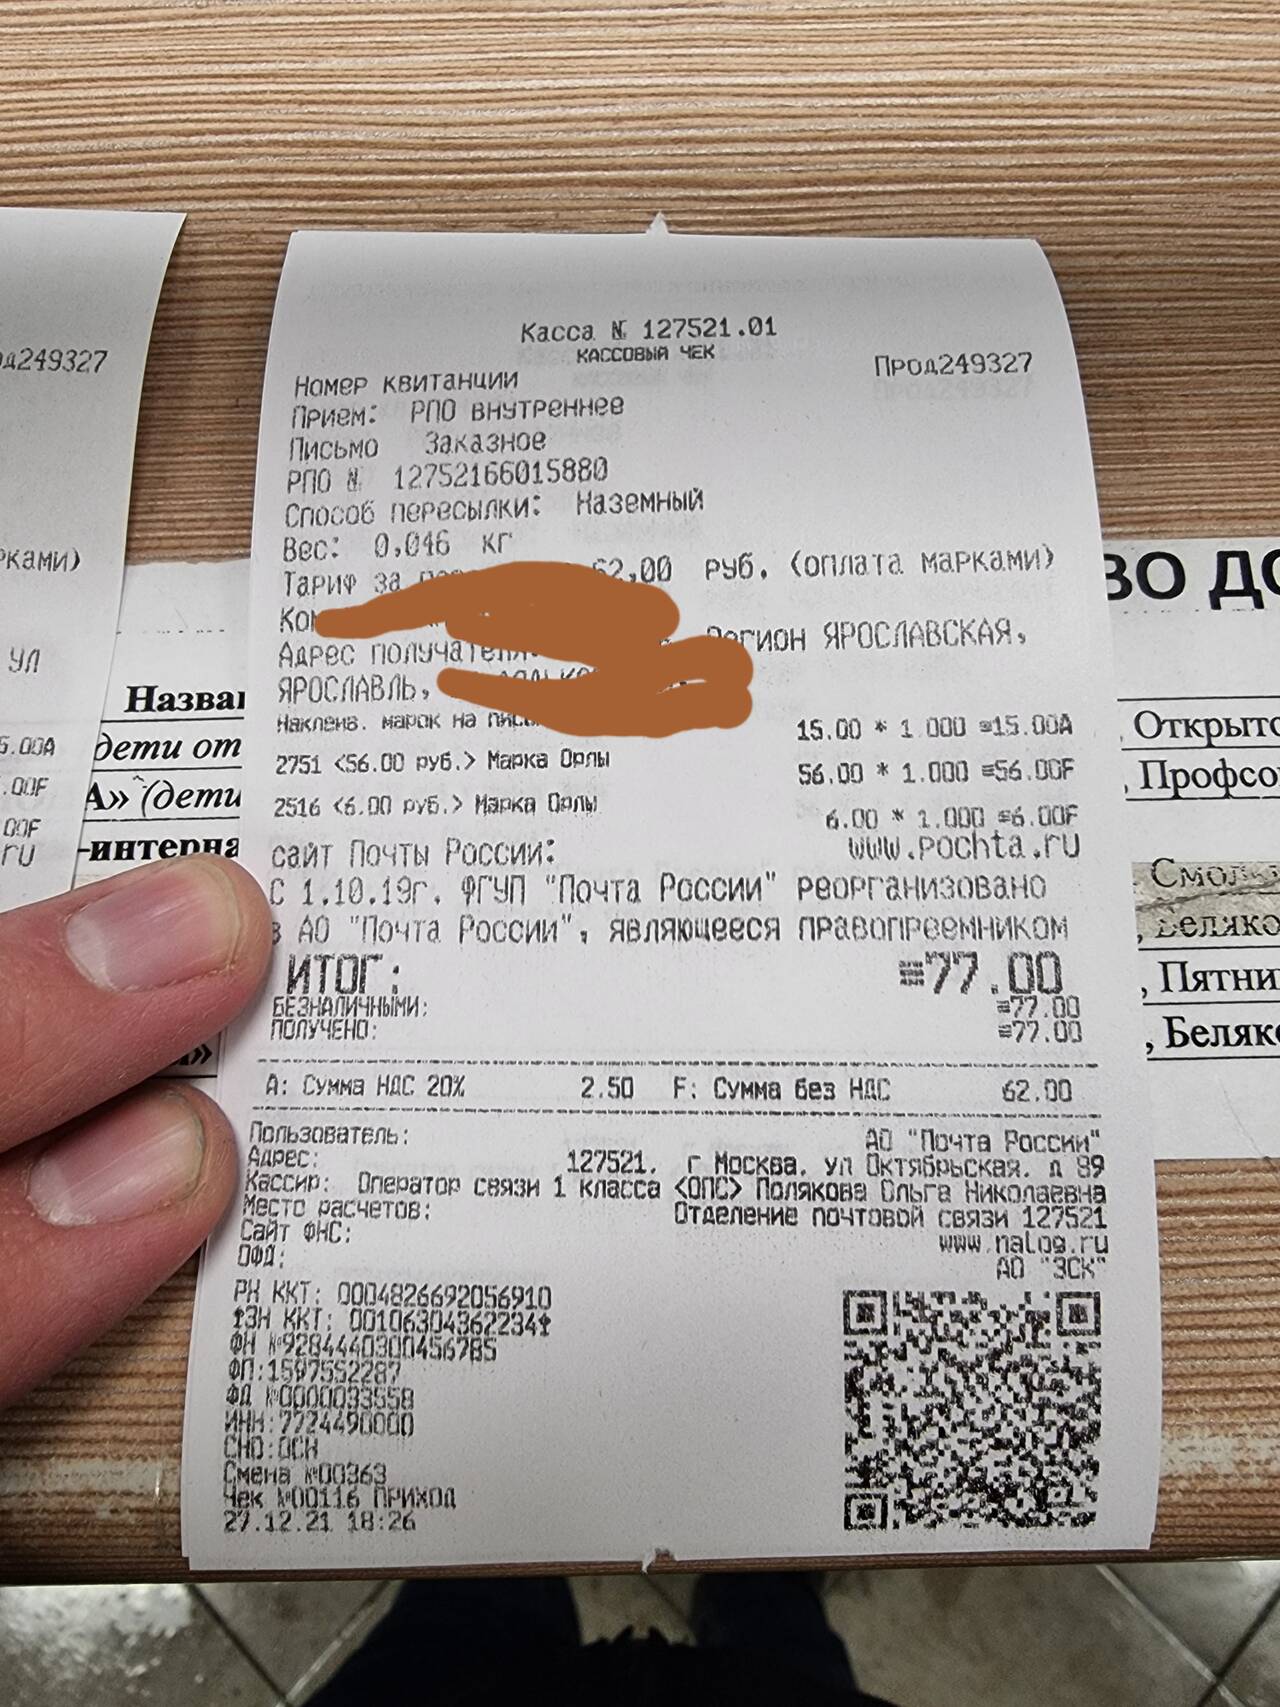 Касса № 127521.01
КАССОВЫЙ ЧЕК
Номер квитанции Прод249327
Прием: РПО внутреннее
Письмо Заказное
РПО № 12752166015880
Способ пересылки: Наземный
Вес: 0,046 кг
Тариф за 62,00 руб. (оплата марками)
Адрес получателя: Регион ЯРОСЛАВСКАЯ,
ЯРОСЛАВЛЬ,
Наклеив. марок на 15.00 * 1.000 ≡15.00A
2751 <56.00 руб.> Марка Орлы 56.00 * 1.000 ≡56.00F
2516 <6.00 руб.> Марка Орлы 6.00 * 1.000 ≡6.00F
сайт Почты России: www.pochta.ru
С 1.10.19г. ФГУП "Почта России" реорганизовано
в АО "Почта России", являющееся правопреемником
ИТОГ: ≡77.00
БЕЗНАЛИЧНЫМИ: ≡77.00
ПОЛУЧЕНО: ≡77.00
A: Сумма НДС 20% 2.50 F: Сумма без НДС 62.00
Пользователь: АО "Почта России"
Адрес: 127521, г Москва, ул Октябрьская, д 89
Кассир: Оператор связи 1 класса <ОПС> Полякова Ольга Николаевна
Место расчетов: Отделение почтовой связи 127521
Сайт ФНС: www.nalog.ru
ОФД: АО "ЭСК"
РН ККТ: 0004826692056910
ЗН ККТ: 00106304362234
ФН №9284440300456785
ФП:1597552287
ФД №0000033558
ИНН:7724490000
СНО:ОСН
Смена №00363
Чек №00116 ПРИХОД
27.12.21 18:26
249327
УЛ
ВО
Назва
дети от
А» (дети
-интерна
Открыто
, Профсо
Смол
Беляко
, Пятни
, Беляк